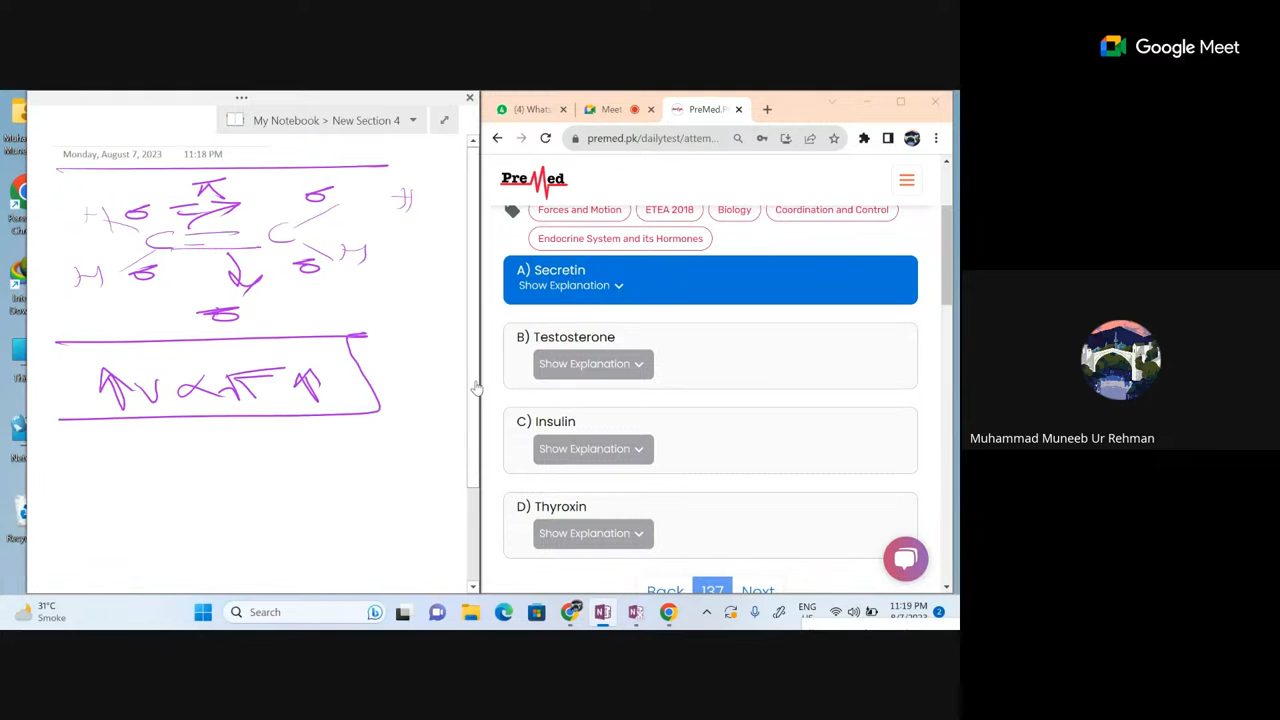 Google Meet
My Notebook > New Section 4
Monday, August 7, 2023 11:18 PM
π
σ
σ
H
C
C
H
H
σ
σ
σ
↑ v ∝ √T ↑
(4) Whats
Meet
PreMed.P
premed.pk/dailytest/attem...
PreMed
Forces and Motion
ETEA 2018
Biology
Coordination and Control
Endocrine System and its Hormones
A) Secretin
Show Explanation
B) Testosterone
Show Explanation
C) Insulin
Show Explanation
D) Thyroxin
Show Explanation
Back 137 Next
Muhammad Muneeb Ur Rehman
31°C
Smoke
Search
ENG
11:19 PM
8/7/2023
2